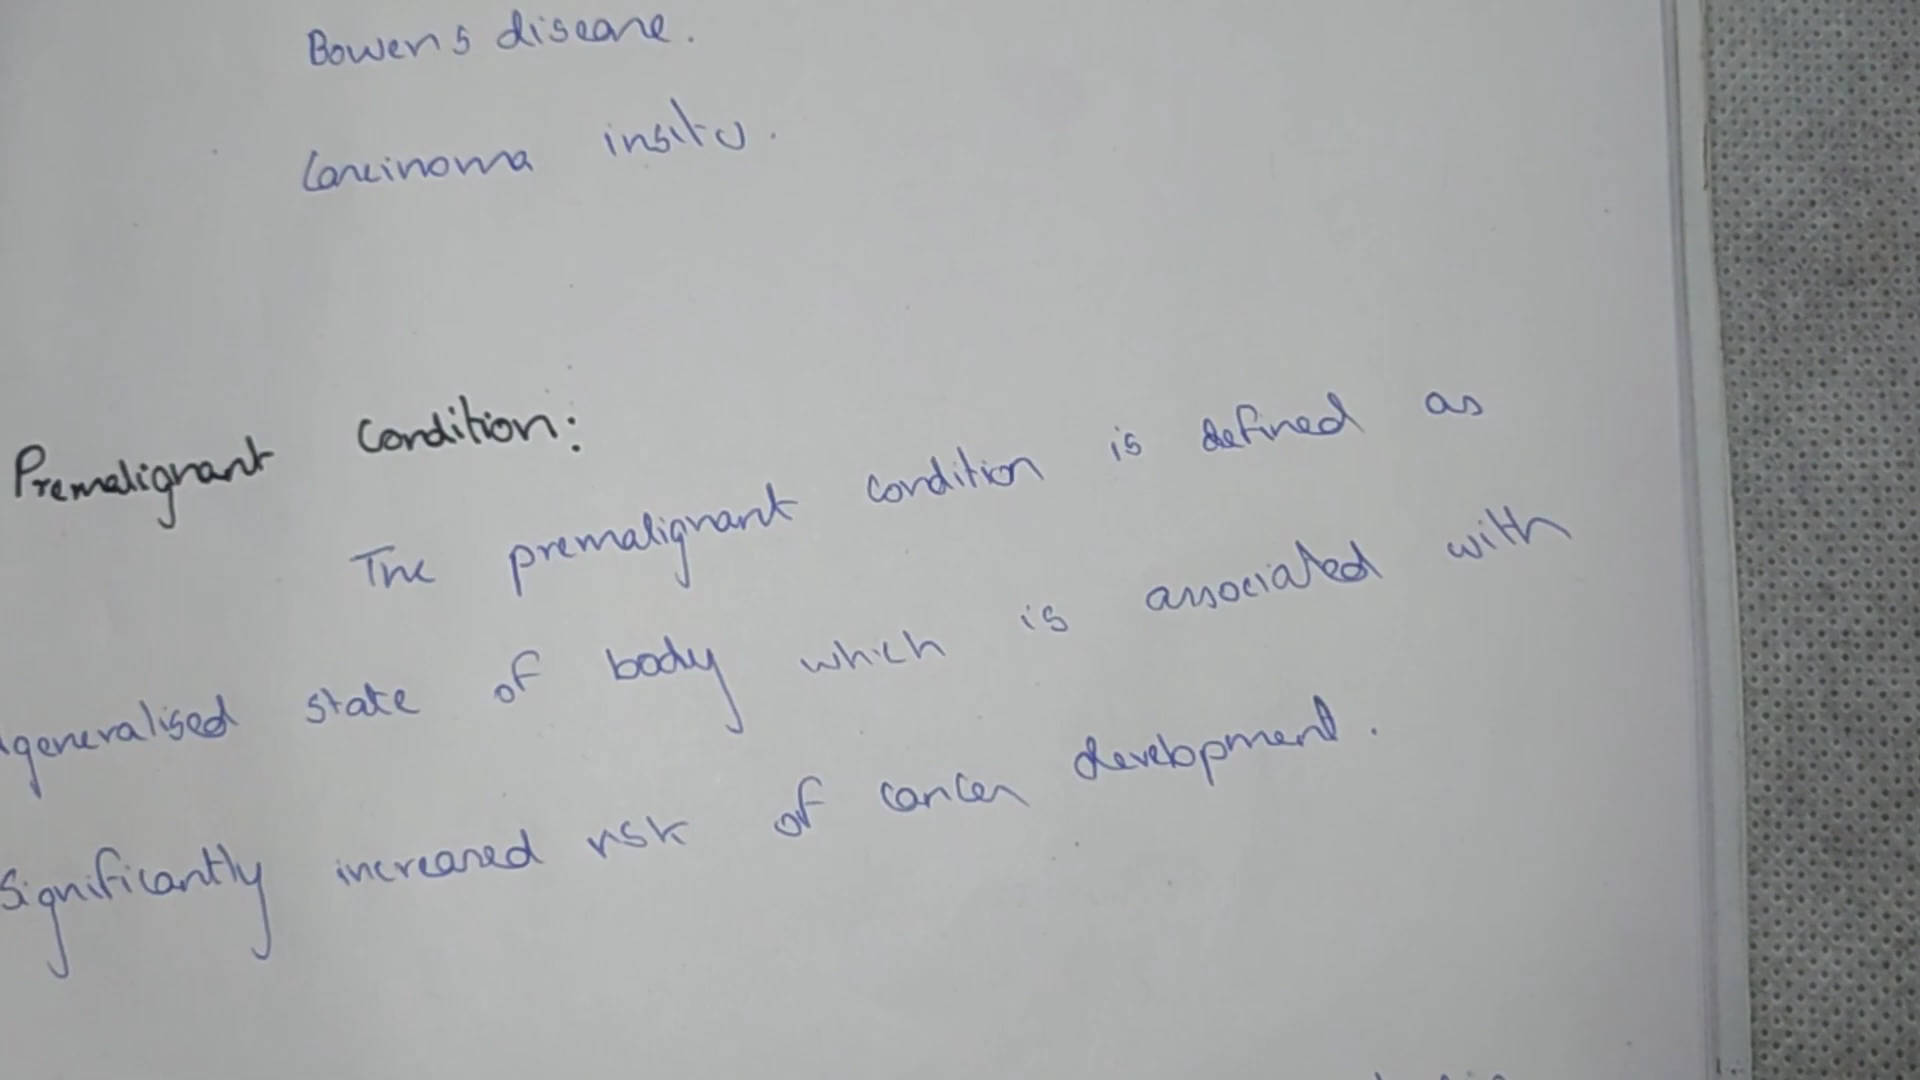 Bowens disease.
Carcinoma insitu.
Premalignant Condition:
The premalignant condition is defined as
generalised state of body which is associated with
Significantly increased risk of cancer development.